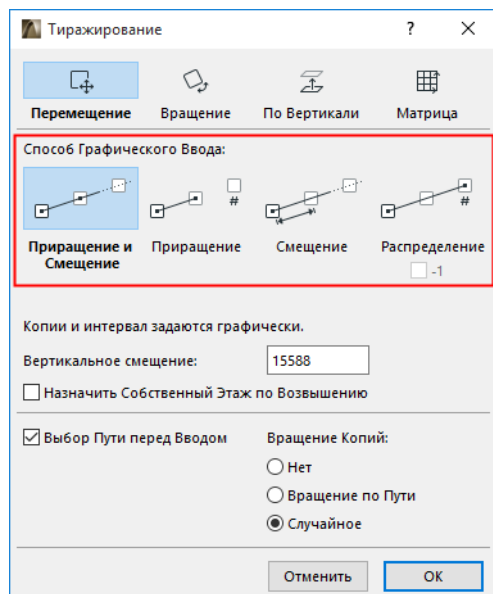 Тиражирование ?
Перемещение Вращение По Вертикали Матрица
Способ Графического Ввода:
# #
Приращение и Смещение Приращение Смещение Распределение
-1
Копии и интервал задаются графически.
Вертикальное смещение: 15588
Назначить Собственный Этаж по Возвышению
Выбор Пути перед Вводом Вращение Копий:
Нет
Вращение по Пути
Случайное
Отменить ОК